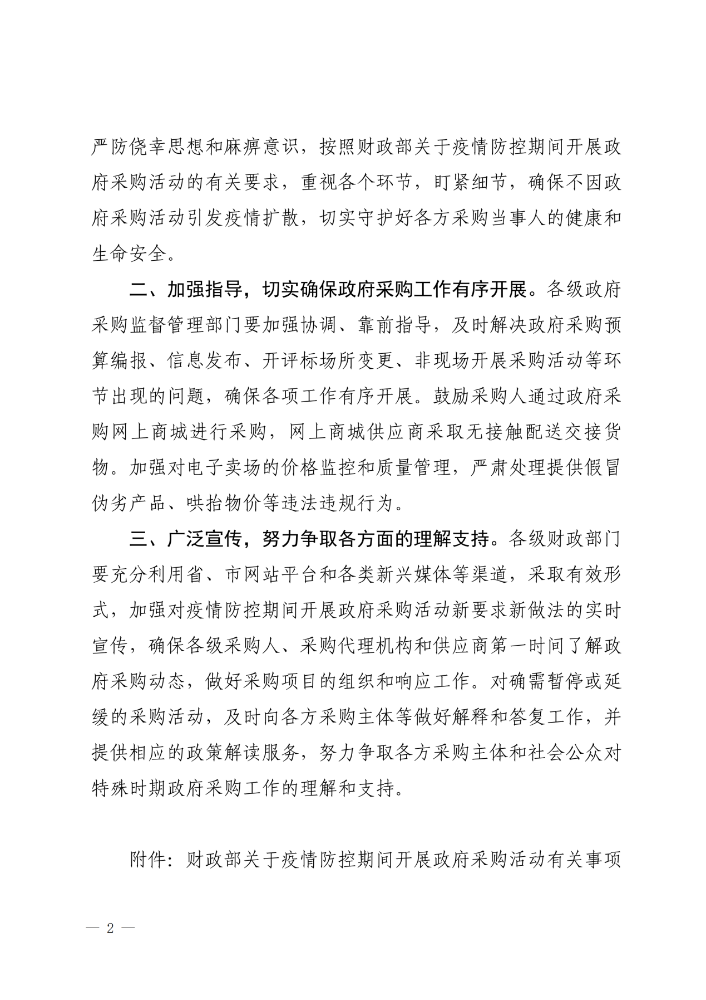 严防侥幸思想和麻痹意识，按照财政部关于疫情防控期间开展政
府采购活动的有关要求，重视各个环节，盯紧细节，确保不因政
府采购活动引发疫情扩散，切实守护好各方采购当事人的健康和
生命安全。
二、加强指导，切实确保政府采购工作有序开展。各级政府
采购监督管理部门要加强协调、靠前指导，及时解决政府采购预
算编报、信息发布、开评标场所变更、非现场开展采购活动等环
节出现的问题，确保各项工作有序开展。鼓励采购人通过政府采
购网上商城进行采购，网上商城供应商采取无接触配送交接货
物。加强对电子卖场的价格监控和质量管理，严肃处理提供假冒
伪劣产品、哄抬物价等违法违规行为。
三、广泛宣传，努力争取各方面的理解支持。各级财政部门
要充分利用省、市网站平台和各类新兴媒体等渠道，采取有效形
式，加强对疫情防控期间开展政府采购活动新要求新做法的实时
宣传，确保各级采购人、采购代理机构和供应商第一时间了解政
府采购动态，做好采购项目的组织和响应工作。对确需暂停或延
缓的采购活动，及时向各方采购主体等做好解释和答复工作，并
提供相应的政策解读服务，努力争取各方采购主体和社会公众对
特殊时期政府采购工作的理解和支持。
附件：财政部关于疫情防控期间开展政府采购活动有关事项
— 2 —